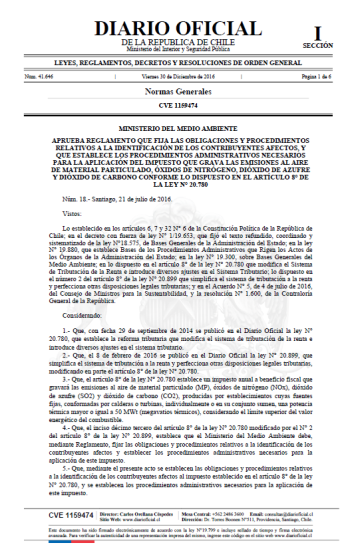 DIARIO OFICIAL
DE LA REPUBLICA DE CHILE
Ministerio del Interior y Seguridad Pública
I
SECCIÓN
LEYES, REGLAMENTOS, DECRETOS Y RESOLUCIONES DE ORDEN GENERAL
Núm. 41.646 | Viernes 30 de Diciembre de 2016 | Página 1 de 6
Normas Generales
CVE 1159474
MINISTERIO DEL MEDIO AMBIENTE
APRUEBA REGLAMENTO QUE FIJA LAS OBLIGACIONES Y PROCEDIMIENTOS
RELATIVOS A LA IDENTIFICACIÓN DE LOS CONTRIBUYENTES AFECTOS, Y
QUE ESTABLECE LOS PROCEDIMIENTOS ADMINISTRATIVOS NECESARIOS
PARA LA APLICACIÓN DEL IMPUESTO QUE GRAVA LAS EMISIONES AL AIRE
DE MATERIAL PARTICULADO, ÓXIDOS DE NITRÓGENO, DIÓXIDO DE AZUFRE
Y DIÓXIDO DE CARBONO CONFORME LO DISPUESTO EN EL ARTÍCULO 8º DE
LA LEY Nº 20.780
Núm. 18.- Santiago, 21 de julio de 2016.
Vistos:
Lo establecido en los artículos 6, 7 y 32 Nº 6 de la Constitución Política de la República de
Chile; en el decreto con fuerza de ley Nº 1/19.653, que fijó el texto refundido, coordinado y
sistematizado de la ley Nº18.575, de Bases Generales de la Administración del Estado; en la ley
Nº 19.880, que establece Bases de los Procedimientos Administrativos que Rigen los Actos de
los Órganos de la Administración del Estado; en la ley Nº 19.300, sobre Bases Generales del
Medio Ambiente; en lo dispuesto en el artículo 8º de la ley Nº 20.780 que modifica el Sistema
de Tributación de la Renta e introduce diversos ajustes en el Sistema Tributario; lo dispuesto en
el número 2 del artículo 8º de la ley Nº 20.899 que simplifica el sistema de tributación a la renta
y perfecciona otras disposiciones legales tributarias; y en el Acuerdo Nº 5, de 4 de julio de 2016,
del Consejo de Ministros para la Sustentabilidad, y la resolución Nº 1.600, de la Contraloría
General de la República.
Considerando:
1.- Que, con fecha 29 de septiembre de 2014 se publicó en el Diario Oficial la ley Nº
20.780, que establece la reforma tributaria que modifica el sistema de tributación de la renta e
introduce diversos ajustes en el sistema tributario.
2.- Que, el 8 de febrero de 2016 se publicó en el Diario Oficial la ley Nº 20.899, que
simplifica el sistema de tributación a la renta y perfecciona otras disposiciones legales tributarias,
modificando en parte el artículo 8º de la ley Nº 20.780.
3.- Que, el artículo 8º de la ley Nº 20.780 establece un impuesto anual a beneficio fiscal que
gravará las emisiones al aire de material particulado (MP), óxidos de nitrógeno (NOx), dióxido
de azufre (SO2) y dióxido de carbono (CO2), producidas por establecimientos cuyas fuentes
fijas, conformadas por calderas o turbinas, individualmente o en su conjunto sumen, una potencia
térmica mayor o igual a 50 MWt (megavatios térmicos), considerando el límite superior del valor
energético del combustible.
4.- Que, el inciso décimo tercero del artículo 8º de la ley Nº 20.780 modificado por el Nº 2
del artículo 8º de la ley Nº 20.899, establece que el Ministerio del Medio Ambiente debe,
mediante Reglamento, fijar las obligaciones y procedimientos relativos a la identificación de los
contribuyentes afectos y establecer los procedimientos administrativos necesarios para la
aplicación de este impuesto.
5.- Que, mediante el presente acto se establecen las obligaciones y procedimientos relativos
a la identificación de los contribuyentes afectos al impuesto establecido en el artículo 8º de la ley
Nº 20.780, y se establecen los procedimientos administrativos necesarios para la aplicación de
este impuesto.
CVE 1159474 | Director: Carlos Orellana Céspedes | Mesa Central: +562 2486 3600 Email: consultas@diarioficial.cl
Sitio Web: www.diarioficial.cl | Dirección: Dr. Torres Boonen Nº511, Providencia, Santiago, Chile.
Este documento ha sido firmado electrónicamente de acuerdo con la ley Nº19.799 e incluye sellado de tiempo y firma electrónica
avanzada. Para verificar la autenticidad de una representación impresa del mismo, ingrese este código en el sitio web www.diarioficial.cl